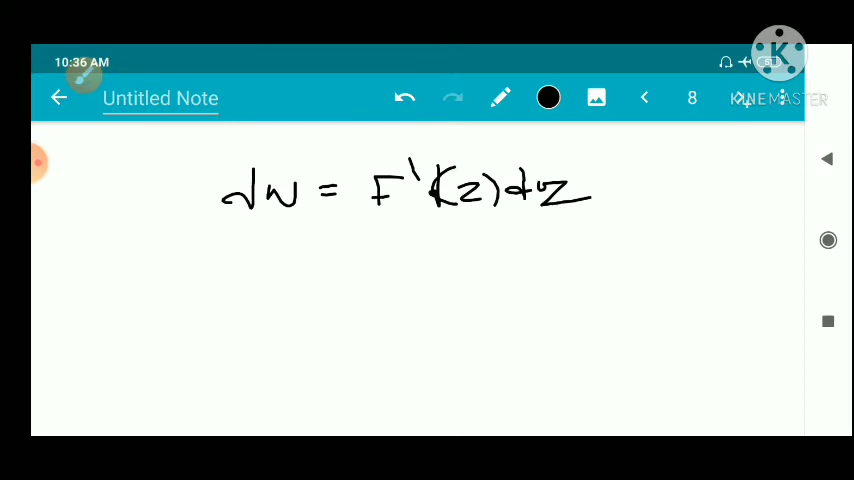 10:36 AM
Untitled Note
8
K
KINEMASTER
dw = F'(z)dz